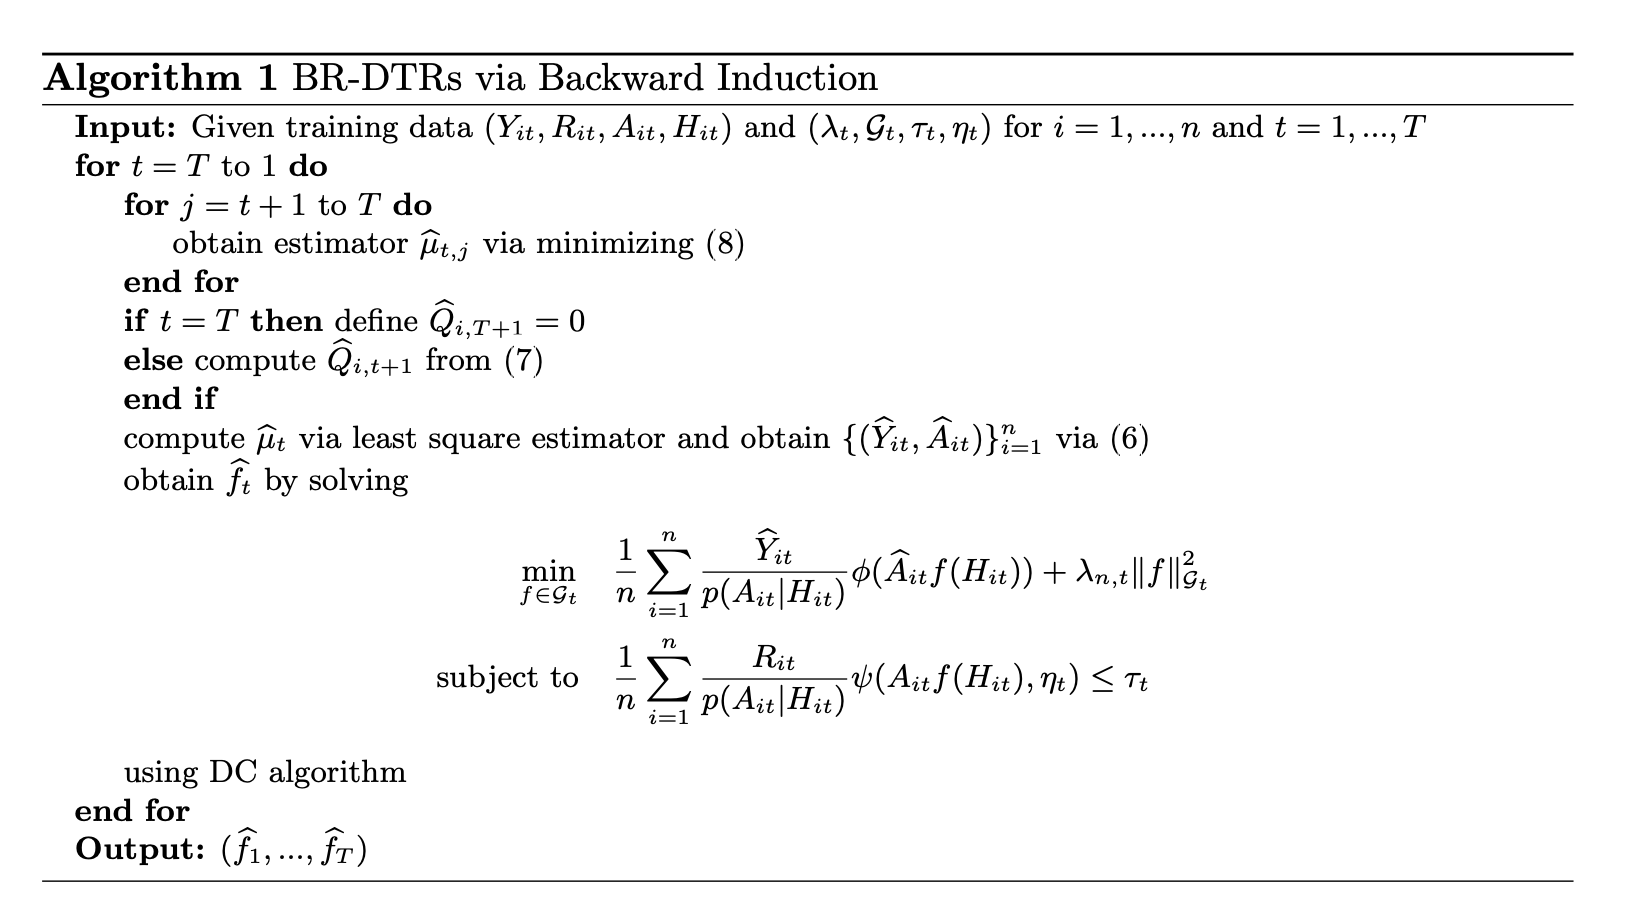 Algorithm 1 BR-DTRs via Backward Induction
Input: Given training data $(Y_{it}, R_{it}, A_{it}, H_{it})$ and $(\lambda_t, \mathcal{G}_t, \tau_t, \eta_t)$ for $i = 1, ..., n$ and $t = 1, ..., T$
for $t = T$ to 1 do
for $j = t + 1$ to $T$ do
obtain estimator $\widehat{\mu}_{t,j}$ via minimizing (8)
end for
if $t = T$ then define $\widehat{Q}_{i,T+1} = 0$
else compute $\widehat{Q}_{i,t+1}$ from (7)
end if
compute $\widehat{\mu}_t$ via least square estimator and obtain $\{(\widehat{Y}_{it}, \widehat{A}_{it})\}_{i=1}^n$ via (6)
obtain $\widehat{f}_t$ by solving
$\min_{f \in \mathcal{G}_t} \frac{1}{n} \sum_{i=1}^n \frac{\widehat{Y}_{it}}{p(A_{it}|H_{it})} \phi(\widehat{A}_{it} f(H_{it})) + \lambda_{n,t} \|f\|_{\mathcal{G}_t}^2$
subject to $\frac{1}{n} \sum_{i=1}^n \frac{R_{it}}{p(A_{it}|H_{it})} \psi(A_{it} f(H_{it}), \eta_t) \leq \tau_t$
using DC algorithm
end for
Output: $(\widehat{f}_1, ..., \widehat{f}_T)$